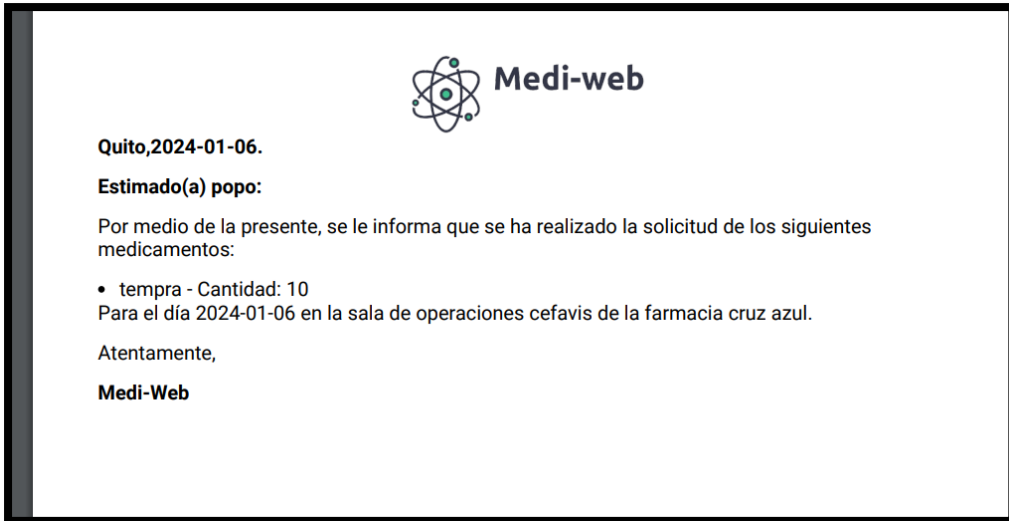 Medi-web
Quito,2024-01-06.
Estimado(a) popo:
Por medio de la presente, se le informa que se ha realizado la solicitud de los siguientes
medicamentos:
• tempra - Cantidad: 10
Para el día 2024-01-06 en la sala de operaciones cefavis de la farmacia cruz azul.
Atentamente,
Medi-Web